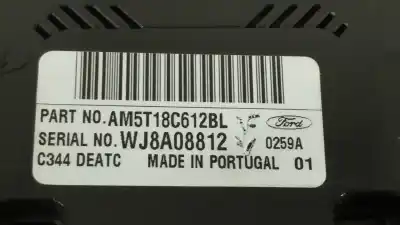 PART NO. AM5T18C612BL Ford
SERIAL NO. WJ8A08812 0259A
C344 DEATC MADE IN PORTUGAL 01